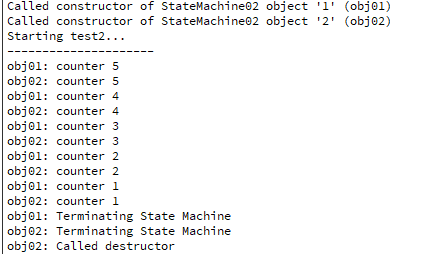 Called constructor of StateMachine02 object '1' (obj01)
Called constructor of StateMachine02 object '2' (obj02)
Starting test2...
---------------------
obj01: counter 5
obj02: counter 5
obj01: counter 4
obj02: counter 4
obj01: counter 3
obj02: counter 3
obj01: counter 2
obj02: counter 2
obj01: counter 1
obj02: counter 1
obj01: Terminating State Machine
obj02: Terminating State Machine
obj02: Called destructor